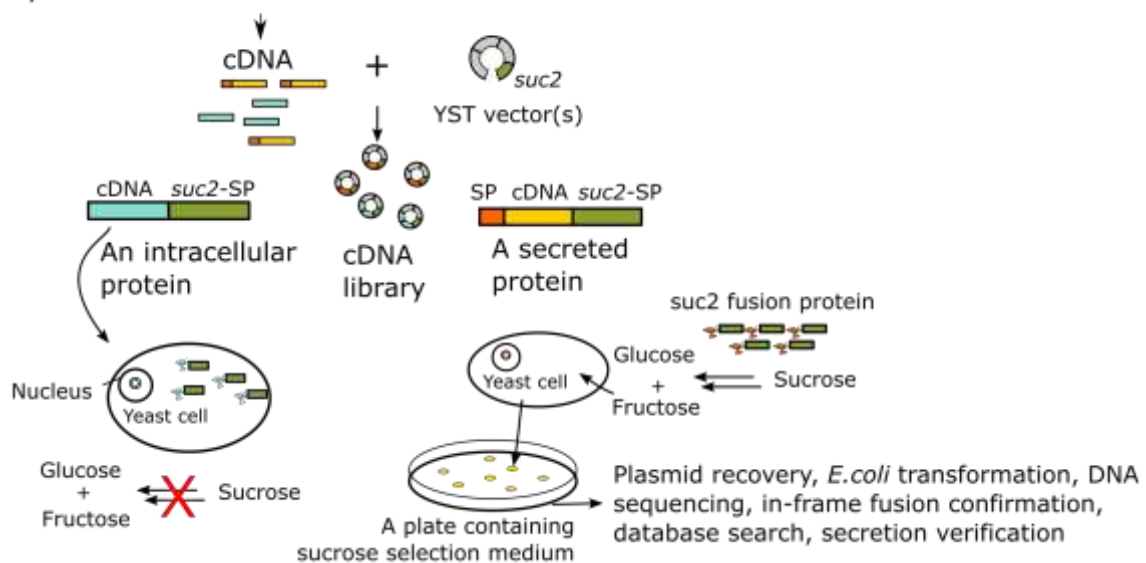 cDNA
+
suc2
YST vector(s)
cDNA suc2-SP
An intracellular
protein
cDNA
library
SP cDNA suc2-SP
A secreted
protein
suc2 fusion protein
Nucleus
Yeast cell
Glucose
+
Fructose
X
Sucrose
Yeast cell
Glucose
+
Fructose
Sucrose
A plate containing
sucrose selection medium
Plasmid recovery, E.coli transformation, DNA
sequencing, in-frame fusion confirmation,
database search, secretion verification